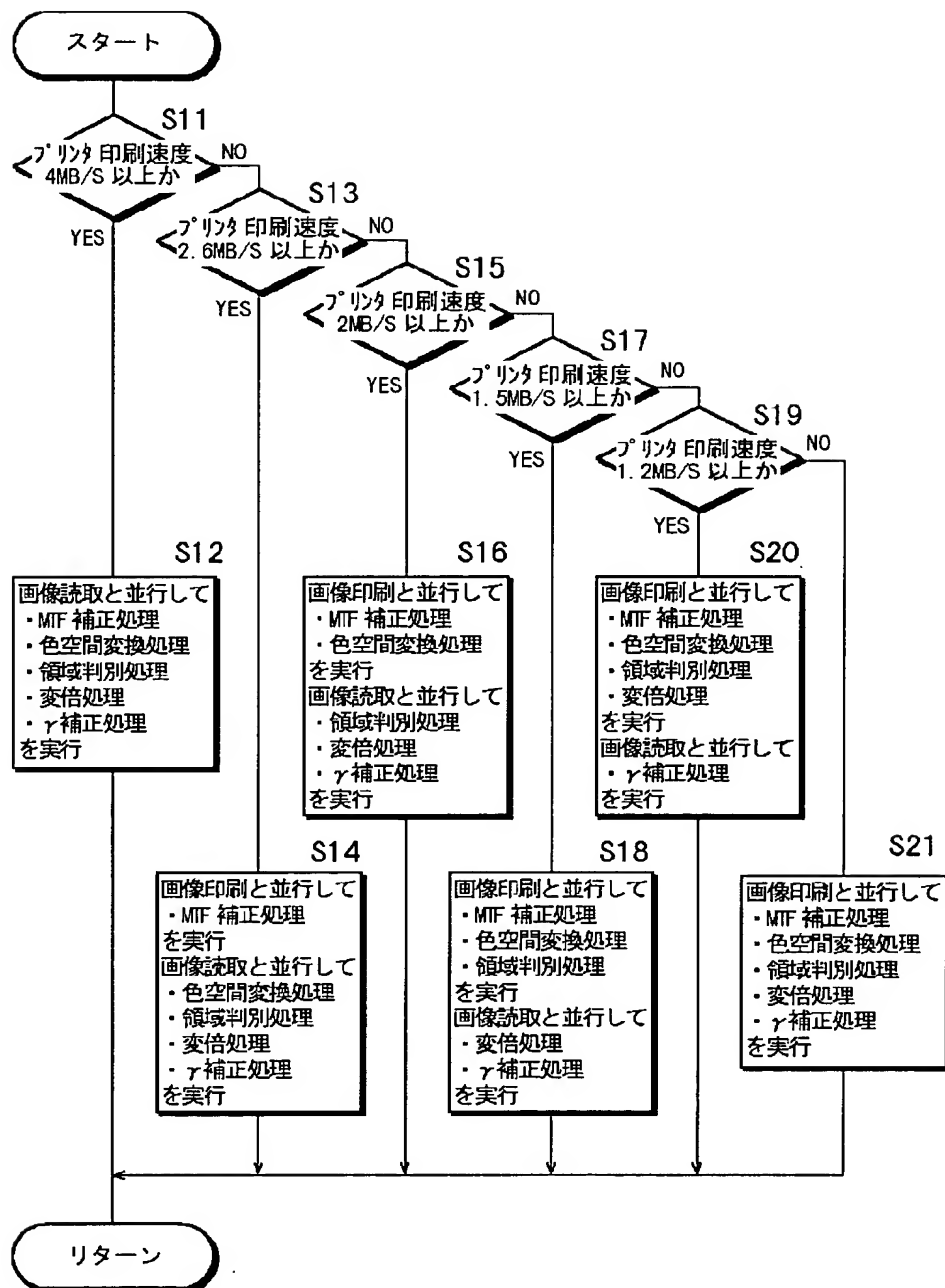 スタート
S11
プリンタ印刷速度
4MB/S 以上か
NO
YES
S13
プリンタ印刷速度
2.6MB/S 以上か
NO
YES
S15
プリンタ印刷速度
2MB/S 以上か
NO
YES
S17
プリンタ印刷速度
1.5MB/S 以上か
NO
YES
S19
プリンタ印刷速度
1.2MB/S 以上か
NO
YES
S12
画像読取と並行して
・MTF 補正処理
・色空間変換処理
・領域判別処理
・変倍処理
・γ補正処理
を実行
S16
画像印刷と並行して
・MTF 補正処理
・色空間変換処理
を実行
画像読取と並行して
・領域判別処理
・変倍処理
・γ補正処理
を実行
S20
画像印刷と並行して
・MTF 補正処理
・色空間変換処理
・領域判別処理
・変倍処理
を実行
画像読取と並行して
・γ補正処理
を実行
S14
画像印刷と並行して
・MTF 補正処理
を実行
画像読取と並行して
・色空間変換処理
・領域判別処理
・変倍処理
・γ補正処理
を実行
S18
画像印刷と並行して
・MTF 補正処理
・色空間変換処理
・領域判別処理
を実行
画像読取と並行して
・変倍処理
・γ補正処理
を実行
S21
画像印刷と並行して
・MTF 補正処理
・色空間変換処理
・領域判別処理
・変倍処理
・γ補正処理
を実行
リターン